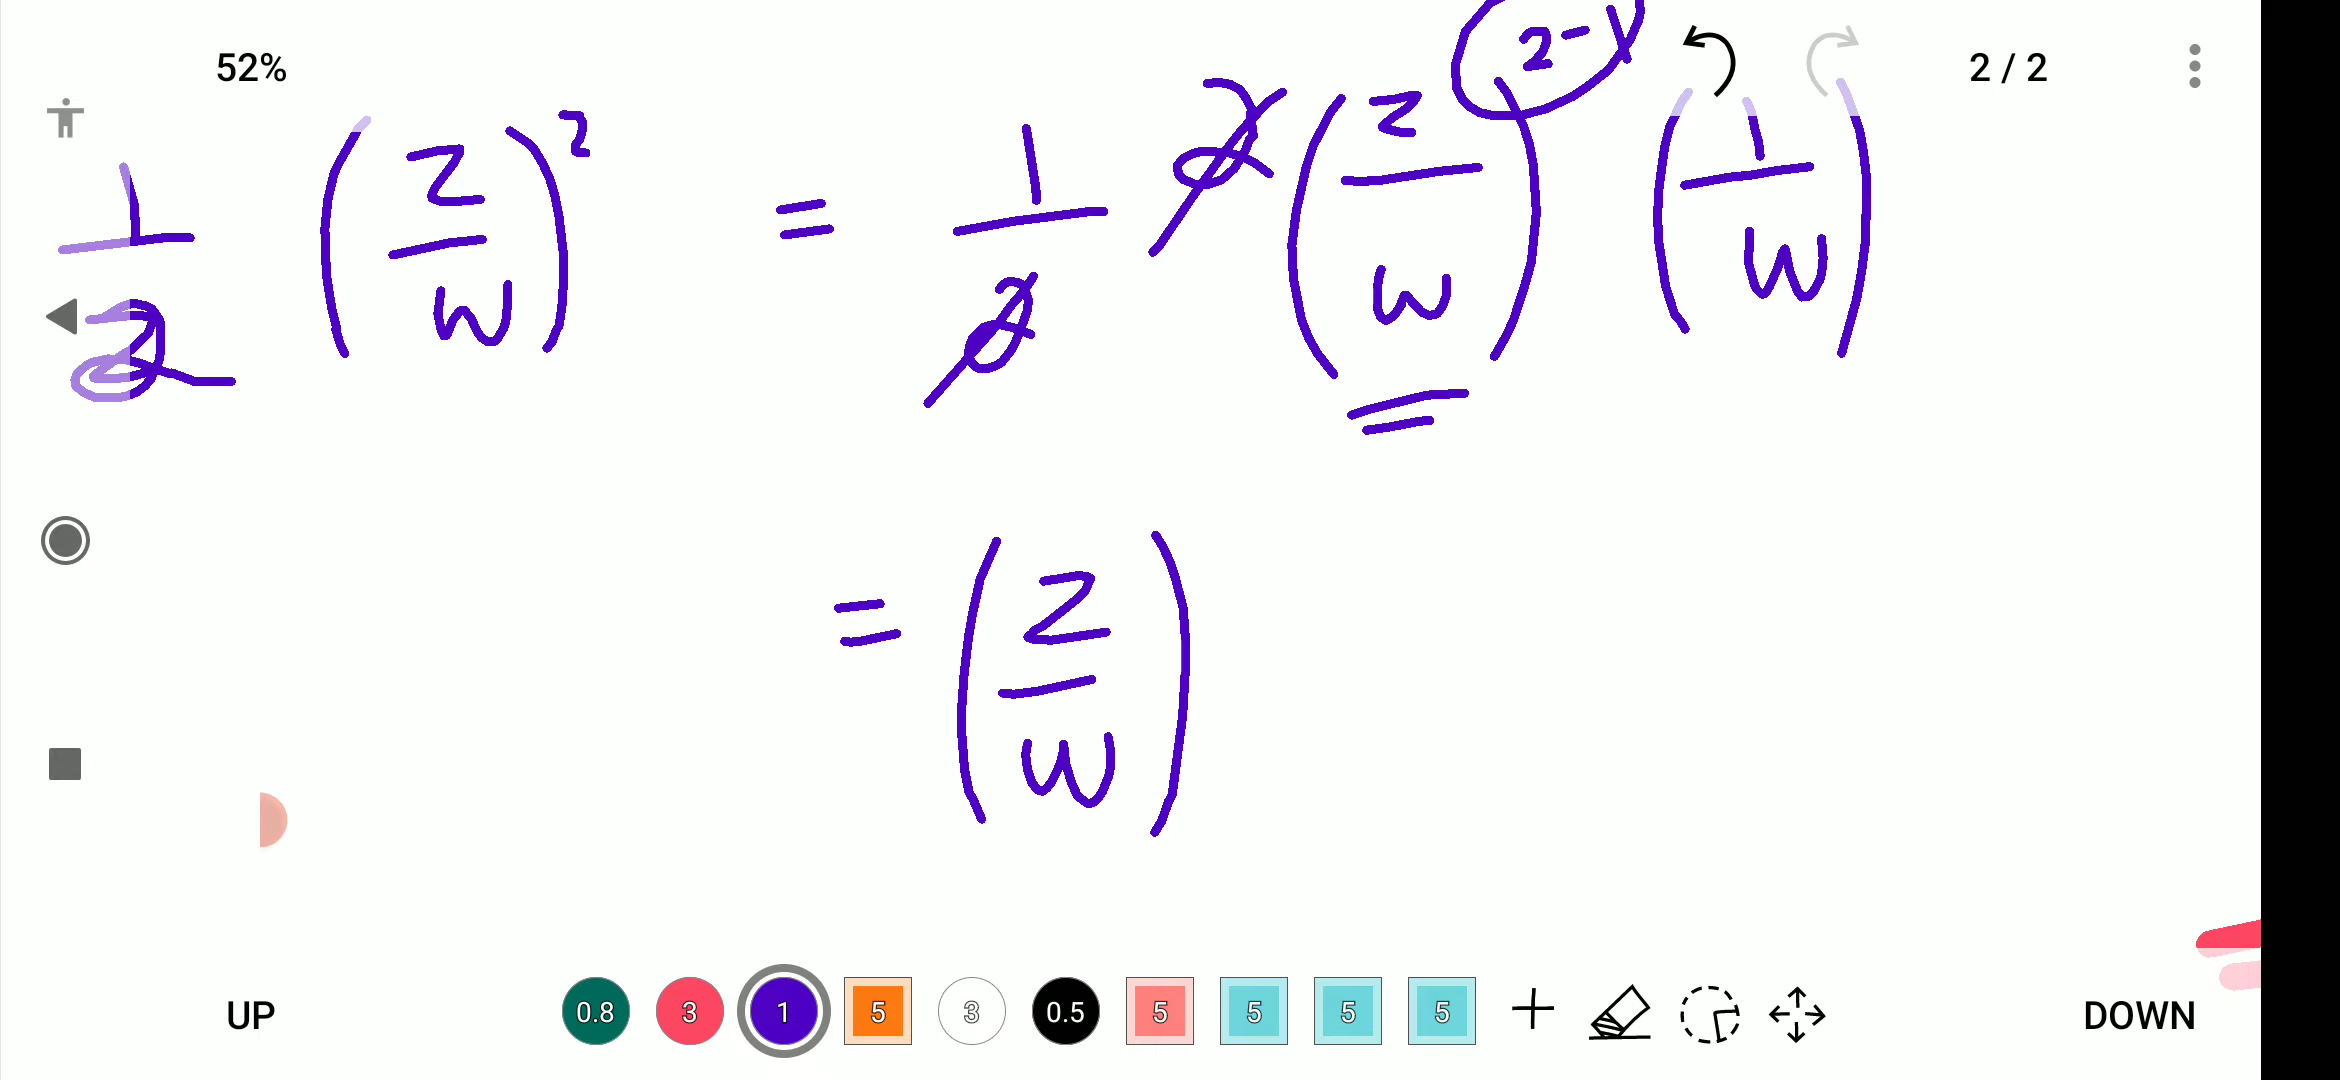 52% 2 / 2
1/2 (z/w)^2 = 1/2 2 (z/w)^{2-1} (1/w)
= (z/w)
UP 0.8 3 1 5 3 0.5 5 5 5 5 DOWN